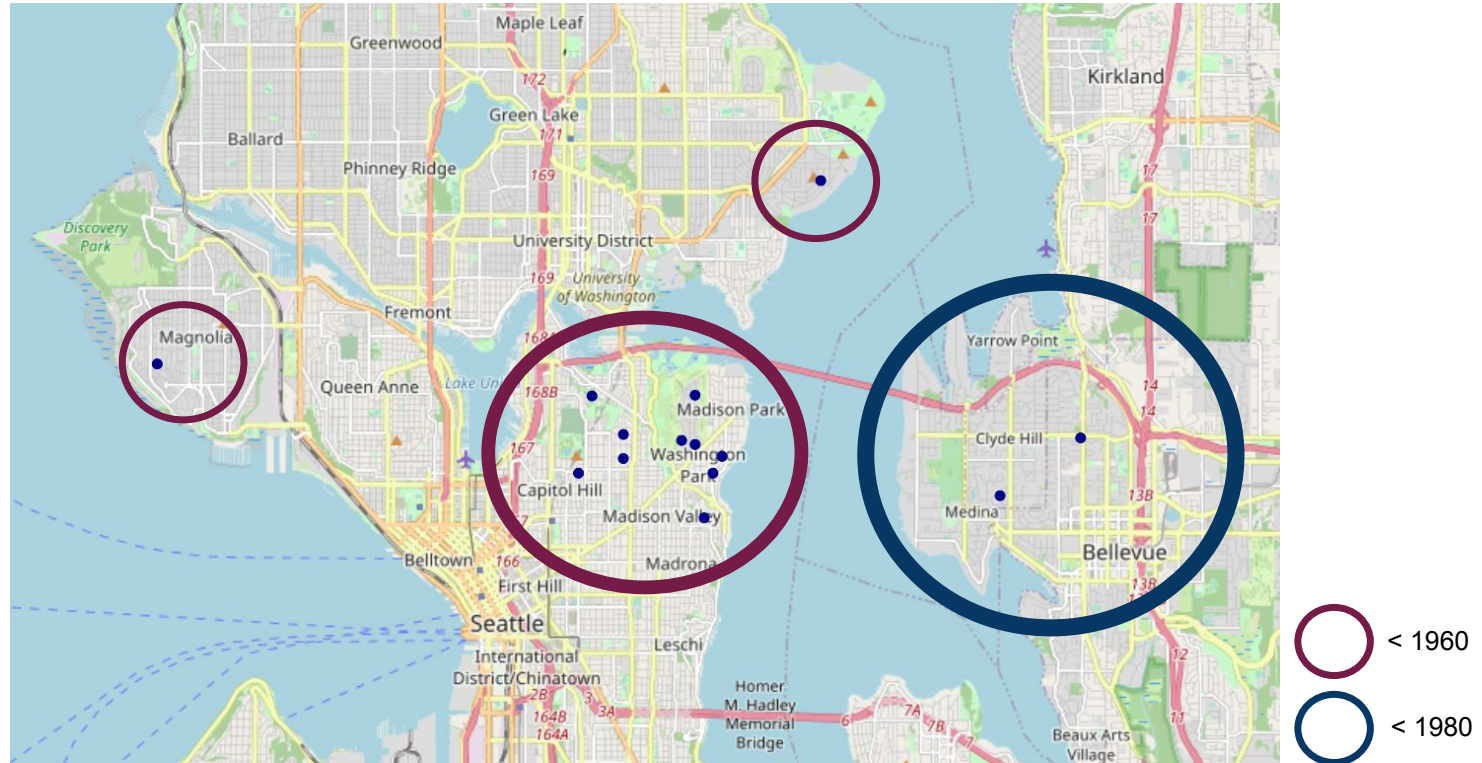 Maple Leaf
Greenwood
Kirkland
172
Green Lake
171
Ballard
Phinney Ridge
169
17
17
Discovery
Park
University District
169
University
of Washington
Fremont
168A
Magnolia
Yarrow Point
Queen Anne
168B
14
Madison Park
14
Clyde Hill
167
Washington
Park
Capitol Hill
13B
Medina
Madison Valley
Bellevue
Belltown
166
Madrona
First Hill
13B
Seattle
Leschi
< 1960
International
District/Chinatown
12
2B
3
3A
Homer
M. Hadley
Memorial
Bridge
6
7A
7B
7
164B
164A
11
Beaux Arts
Village
< 1980